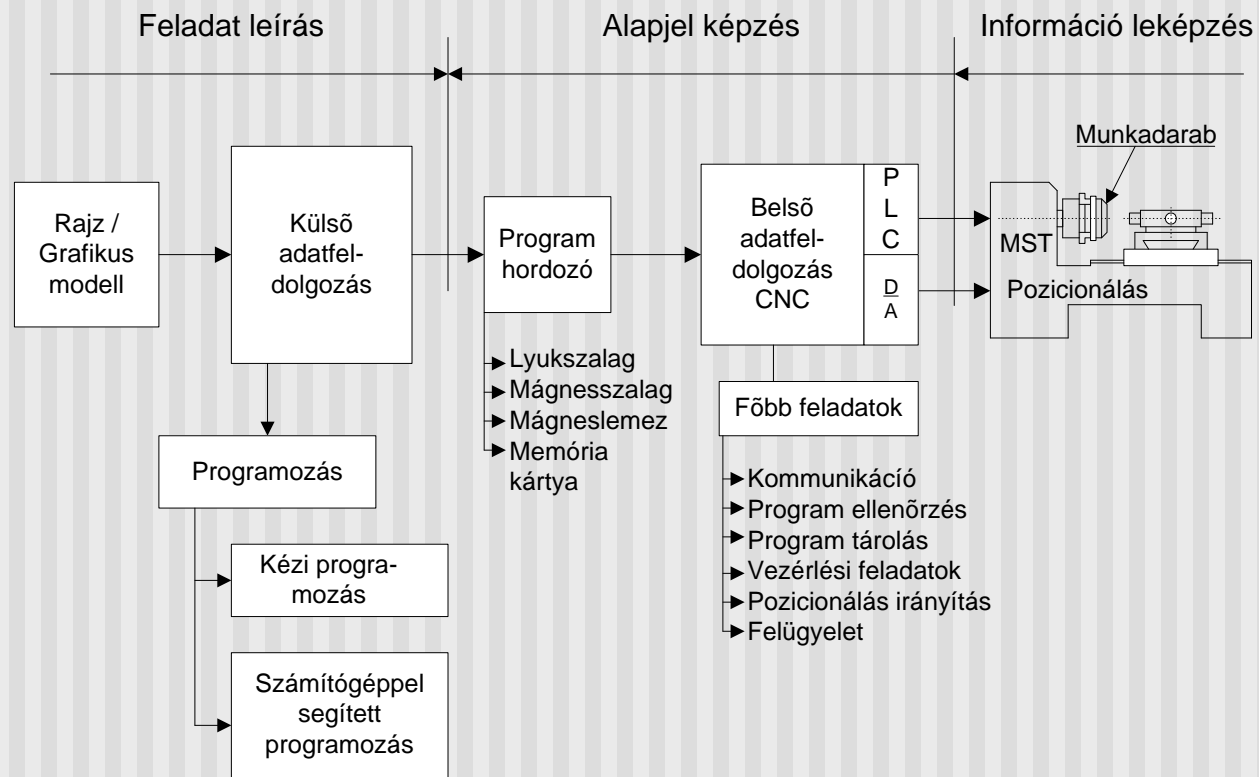 Feladat leírás
Alapjel képzés
Információ leképzés
Rajz /
Grafikus
modell
Külsõ
adatfel-
dolgozás
Program
hordozó
Belsõ
adatfel-
dolgozás
CNC
P
L
C
D
A
Munkadarab
MST
Pozicionálás
Lyukszalag
Mágnesszalag
Mágneslemez
Memória
kártya
Fõbb feladatok
Kommunikácíó
Program ellenõrzés
Program tárolás
Vezérlési feladatok
Pozicionálás irányítás
Felügyelet
Programozás
Kézi progra-
mozás
Számítógéppel
segített
programozás